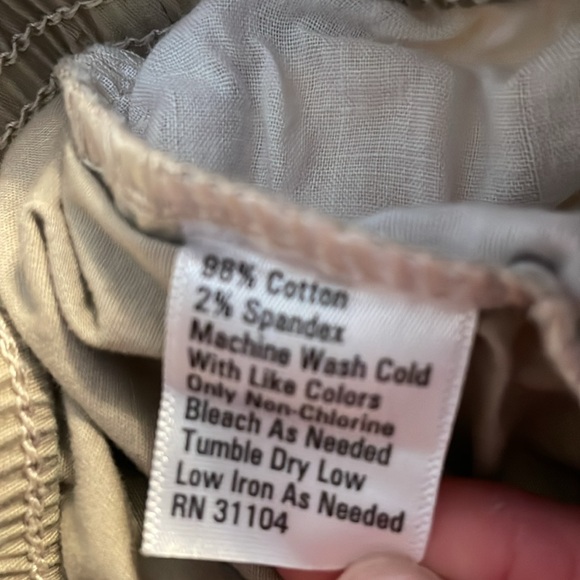 98% Cotton
2% Spandex
Machine Wash Cold
With Like Colors
Only Non-Chlorine
Bleach As Needed
Tumble Dry Low
Low Iron As Needed
RN 31104